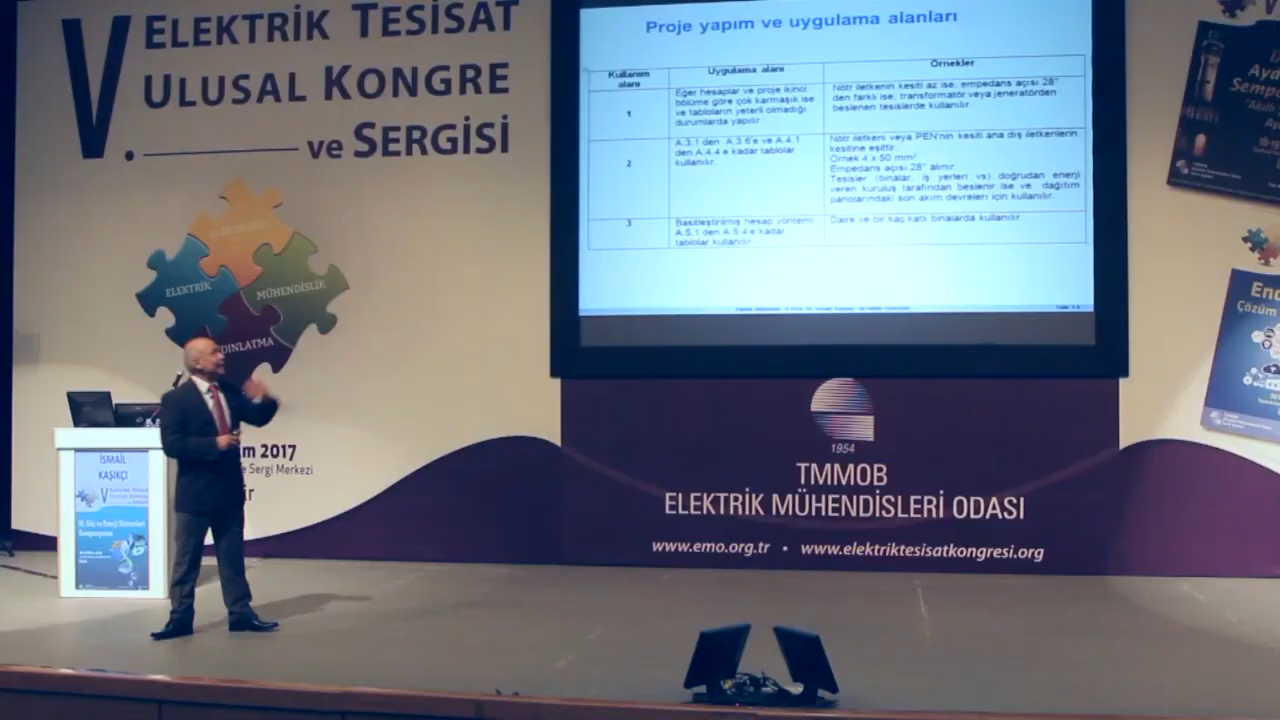 V. ELEKTRİK TESİSAT
ULUSAL KONGRE
ve SERGİSİ
ELEKTRİK
MÜHENDİSLİK
2017
e Sergi Merkezi
İSMAİL
KAŞIKÇI
V ELEKTRİK TESİSAT
Sempozyumu
Proje yapım ve uygulama alanları
Kullanım
alanı
Uygulama alanı
Örnekler
1
Eğer hesaplar ve proje ikinci
bölüme göre çok karmaşık ise
ve tabloların yeterli olmadığı
durumlarda yapılır.
Nötr iletkenin kesiti az ise, empedans açısı 28°
den farklı ise, transformatör veya jeneratörden
beslenen tesislerde kullanılır.
2
A.3.1 den A.3.6'e ve A.4.1
den A.4.4 e kadar tablolar
kullanılır.
Nötr iletkeni veya PEN'nin kesiti ana dış iletkenlerin
kesitine eşittir.
Örnek 4 x 50 mm²
Empedans açısı 28° alınır.
Tesisler (binalar, iş yerleri vs) doğrudan enerji
veren kuruluş tarafından beslenir ise ve dağıtım
panolarındaki son akım devreleri için kullanılır.
3
Basitleştirilmiş hesap yöntemi
A.5.1 den A.5.4 e kadar
tablolar kullanılır.
Daire ve bir kaç katlı binalarda kullanılır
1954
TMMOB
ELEKTRİK MÜHENDİSLERİ ODASI
www.emo.org.tr • www.elektriktesisatkongresi.org
Çözüm